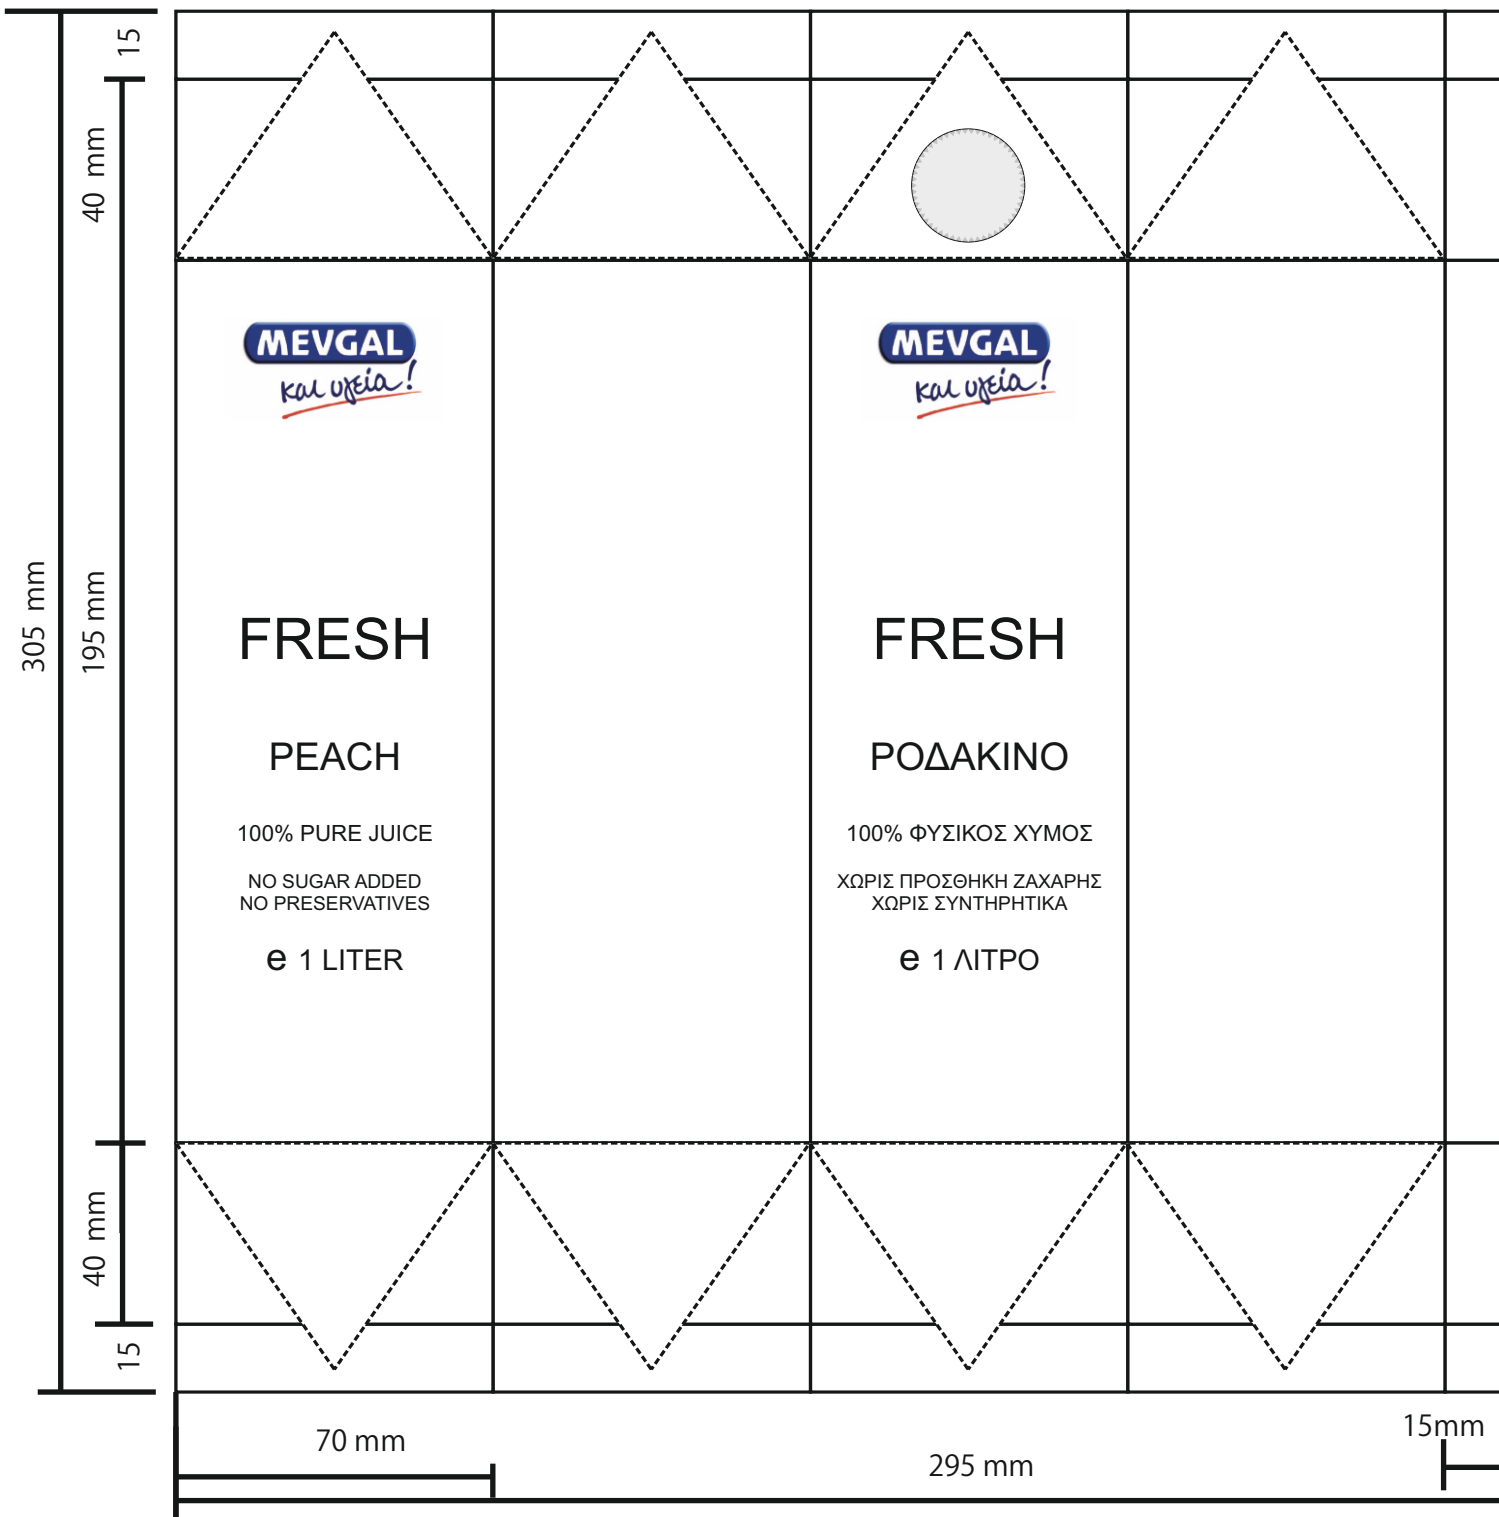 15
40 mm
305 mm
195 mm
40 mm
15
MEVGAL
και υγεία!
FRESH
PEACH
100% PURE JUICE
NO SUGAR ADDED
NO PRESERVATIVES
e 1 LITER
MEVGAL
και υγεία!
FRESH
ΡΟΔΑΚΙΝΟ
100% ΦΥΣΙΚΟΣ ΧΥΜΟΣ
ΧΩΡΙΣ ΠΡΟΣΘΗΚΗ ΖΑΧΑΡΗΣ
ΧΩΡΙΣ ΣΥΝΤΗΡΗΤΙΚΑ
e 1 ΛΙΤΡΟ
70 mm
295 mm
15mm